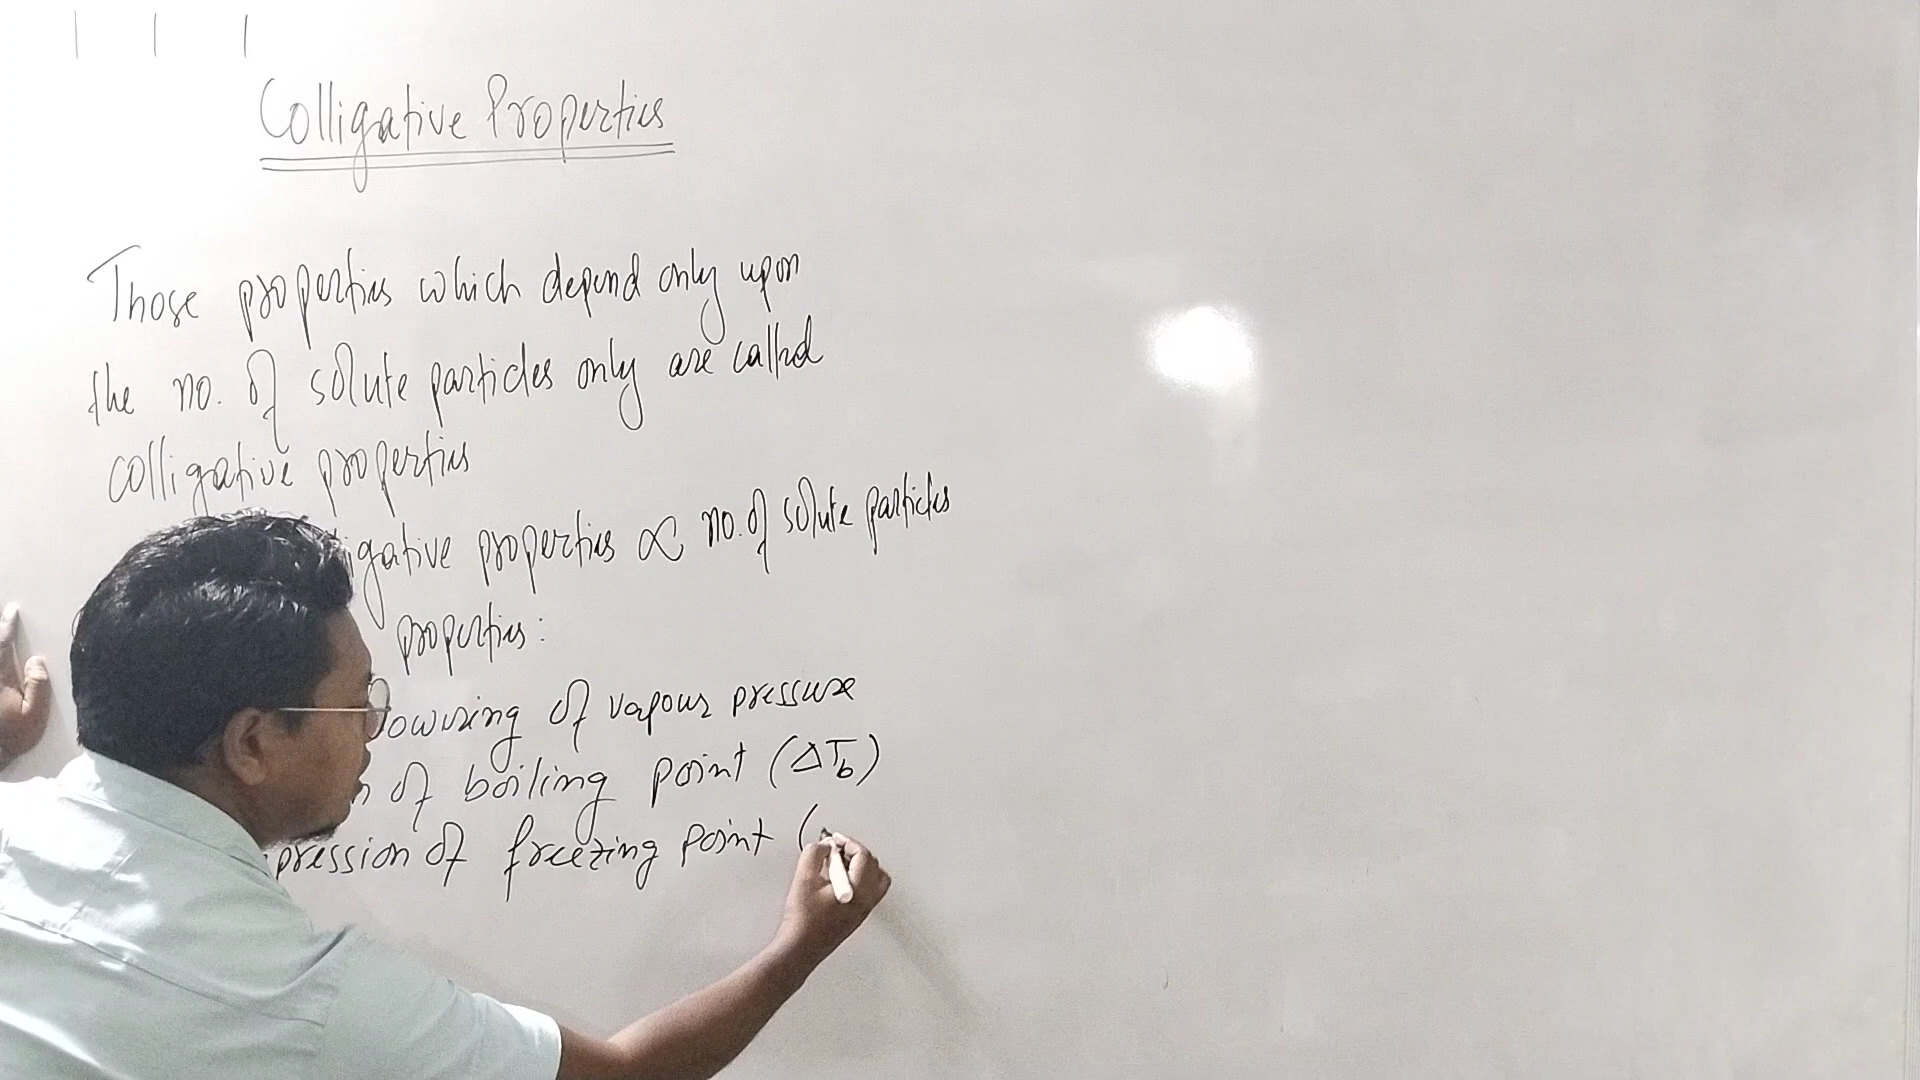 Colligative Properties
Those properties which depend only upon
the no. of solute particles only are called
colligative properties
igative properties ∝ no. of solute particles
properties:
lowering of vapour pressure
n of boiling point (ΔTb)
pression of freezing point (